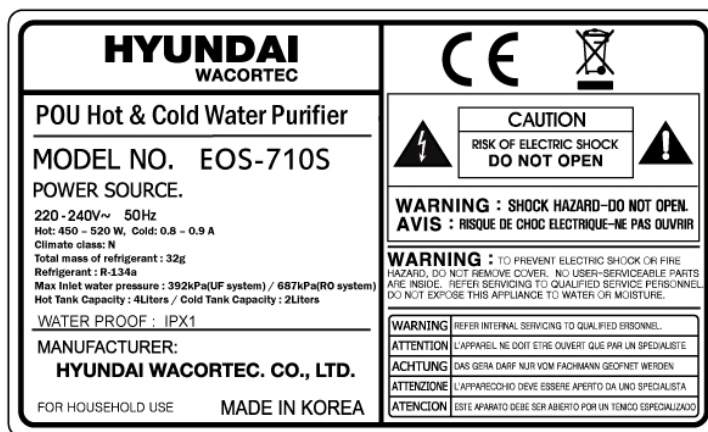 HYUNDAI
WACORTEC
POU Hot & Cold Water Purifier
MODEL NO. EOS-710S
POWER SOURCE.
220 - 240V~ 50Hz
Hot: 450 – 520 W, Cold: 0.8 – 0.9 A
Climate class: N
Total mass of refrigerant : 32g
Refrigerant : R-134a
Max Inlet water pressure : 392kPa(UF system) / 687kPa(RO system)
Hot Tank Capacity : 4Liters / Cold Tank Capacity : 2Liters
WATER PROOF : IPX1
MANUFACTURER:
HYUNDAI WACORTEC. CO., LTD.
FOR HOUSEHOLD USE MADE IN KOREA
CE
CAUTION
RISK OF ELECTRIC SHOCK
DO NOT OPEN
WARNING : SHOCK HAZARD-DO NOT OPEN.
AVIS : RISQUE DE CHOC ELECTRIQUE-NE PAS OUVRIR
WARNING : TO PREVENT ELECTRIC SHOCK OR FIRE
HAZARD, DO NOT REMOVE COVER. NO USER-SERVICEABLE PARTS
ARE INSIDE. REFER SERVICING TO QUALIFIED SERVICE PERSONNEL.
DO NOT EXPOSE THIS APPLIANCE TO WATER OR MOISTURE.
WARNING REFER INTERNAL SERVICING TO QUALIFIED ERSONNEL.
ATTENTION L'APPAREIL NE DOIT ETRE OUVERT QUE PAR UN SPEDIALISTE
ACHTUNG DAS GERA DARF NUR VOM FACHMANN GEOFNET WERDEN
ATTENZIONE L'APPARECCHIO DEVE ESSERE APERTO DA UNO SPECIALISTA
ATENCION ESTE APARATO DEBE SER ABIERTO POR UN TENICO ESPECIALIZADO